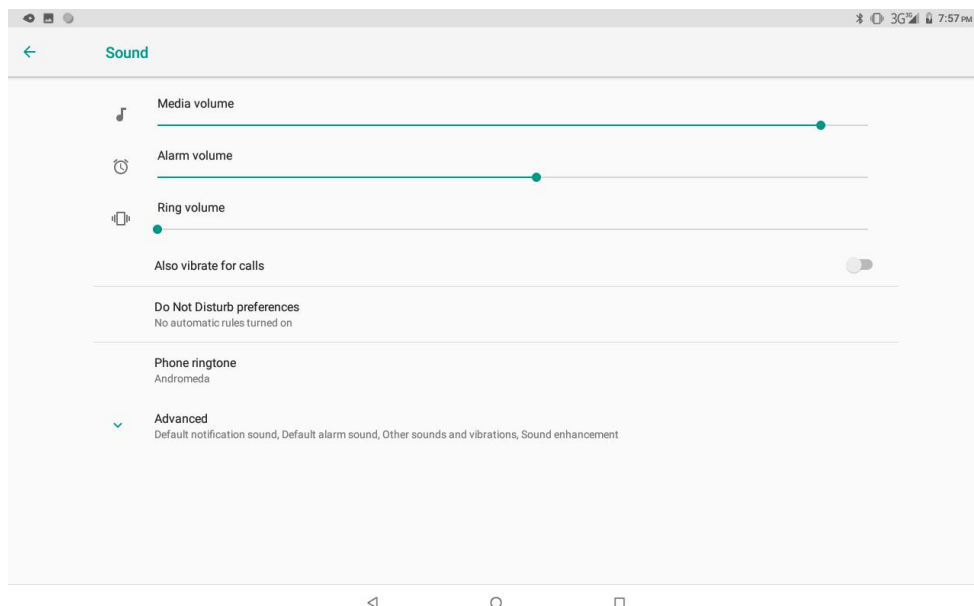 3G 3G 7:57 PM
Sound
Media volume
Alarm volume
Ring volume
Also vibrate for calls
Do Not Disturb preferences
No automatic rules turned on
Phone ringtone
Andromeda
Advanced
Default notification sound, Default alarm sound, Other sounds and vibrations, Sound enhancement